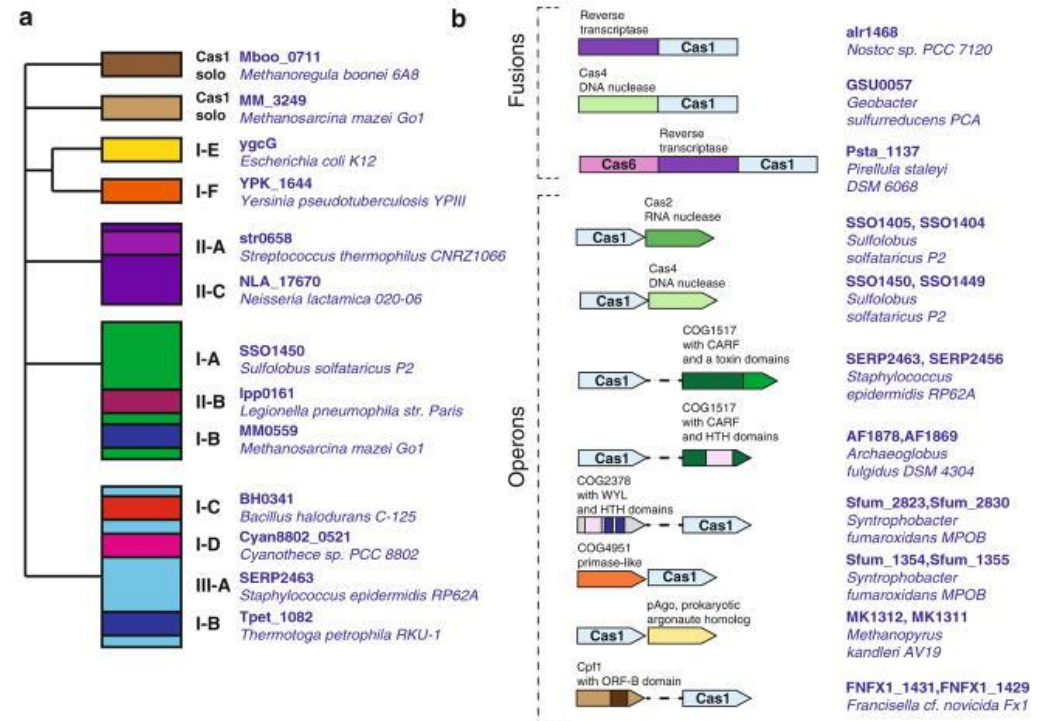 a
Cas1 Mboo_0711
solo Methanoregula boonei 6A8
Cas1 MM_3249
solo Methanosarcina mazei Go1
I-E ygcG
Escherichia coli K12
I-F YPK_1644
Yersinia pseudotuberculosis YPIII
II-A str0658
Streptococcus thermophilus CNRZ1066
II-C NLA_17670
Neisseria lactamica 020-06
I-A SSO1450
Sulfolobus solfataricus P2
II-B lpp0161
Legionella pneumophila str. Paris
I-B MM0559
Methanosarcina mazei Go1
I-C BH0341
Bacillus halodurans C-125
I-D Cyan8802_0521
Cyanothece sp. PCC 8802
III-A SERP2463
Staphylococcus epidermidis RP62A
I-B Tpet_1082
Thermotoga petrophila RKU-1
b
Fusions
Reverse
transcriptase
Cas1
alr1468
Nostoc sp. PCC 7120
Cas4
DNA nuclease
Cas1
GSU0057
Geobacter
sulfurreducens PCA
Reverse
transcriptase
Cas6 Cas1
Psta_1137
Pirellula staleyi
DSM 6068
Operons
Cas2
RNA nuclease
Cas1
SSO1405, SSO1404
Sulfolobus
solfataricus P2
Cas4
DNA nuclease
Cas1
SSO1450, SSO1449
Sulfolobus
solfataricus P2
COG1517
with CARF
and a toxin domains
Cas1
SERP2463, SERP2456
Staphylococcus
epidermidis RP62A
COG1517
with CARF
and HTH domains
Cas1
AF1878,AF1869
Archaeoglobus
fulgidus DSM 4304
COG2378
with WYL
and HTH domains
Cas1
Sfum_2823,Sfum_2830
Syntrophobacter
fumaroxidans MPOB
COG4951
primase-like
Cas1
Sfum_1354,Sfum_1355
Syntrophobacter
fumaroxidans MPOB
pAgo, prokaryotic
argonaute homolog
Cas1
MK1312, MK1311
Methanopyrus
kandleri AV19
Cpf1
with ORF-B domain
Cas1
FNFX1_1431,FNFX1_1429
Francisella cf. novicida Fx1